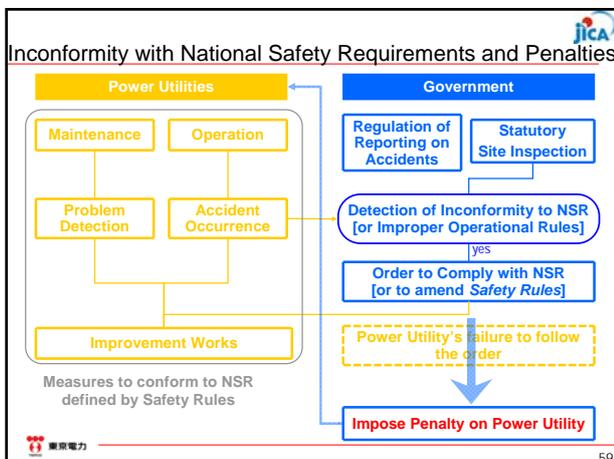 jICA
Inconformity with National Safety Requirements and Penalties
Power Utilities
Government
Maintenance
Operation
Regulation of
Reporting on
Accidents
Statutory
Site Inspection
Problem
Detection
Accident
Occurrence
Detection of Inconformity to NSR
[or Improper Operational Rules]
yes
Order to Comply with NSR
[or to amend Safety Rules]
Improvement Works
Power Utility's failure to follow
the order
Measures to conform to NSR
defined by Safety Rules
Impose Penalty on Power Utility
TEPCO
東京電力
59